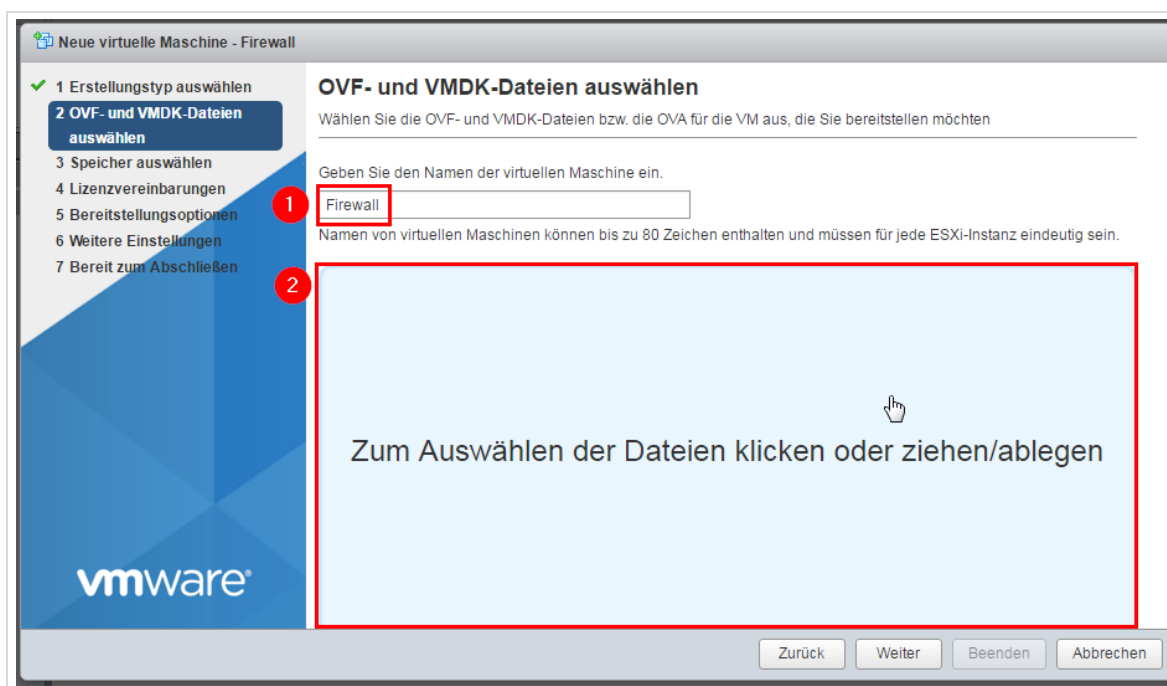 Neue virtuelle Maschine - Firewall
1 Erstellungstyp auswählen
2 OVF- und VMDK-Dateien
auswählen
3 Speicher auswählen
4 Lizenzvereinbarungen
5 Bereitstellungsoptionen
6 Weitere Einstellungen
7 Bereit zum Abschließen
vmware®
OVF- und VMDK-Dateien auswählen
Wählen Sie die OVF- und VMDK-Dateien bzw. die OVA für die VM aus, die Sie bereitstellen möchten
Geben Sie den Namen der virtuellen Maschine ein.
1
Firewall
Namen von virtuellen Maschinen können bis zu 80 Zeichen enthalten und müssen für jede ESXi-Instanz eindeutig sein.
2
Zum Auswählen der Dateien klicken oder ziehen/ablegen
Zurück
Weiter
Beenden
Abbrechen